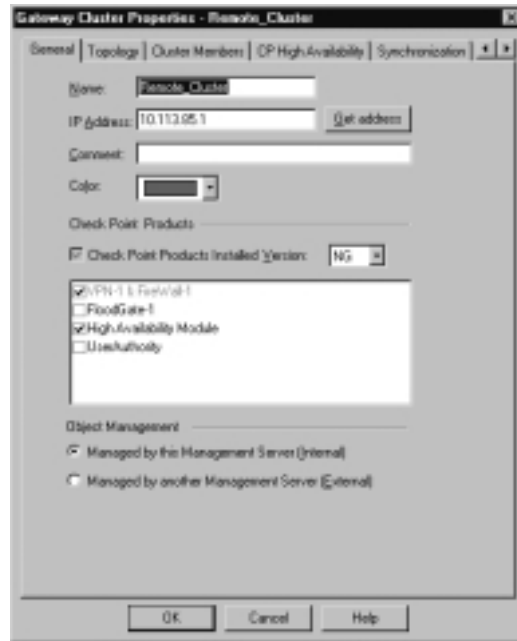 Gateway Cluster Properties - Remote_Cluster
General Topology Cluster Members CP High Availability Synchronization
Name: Remote_Cluster
IP Address: 10.113.85.1 Get address
Comment:
Color:
Check Point Products
Check Point Products Installed Version: NG
VPN-1 & FireWall-1
FloodGate-1
High Availability Module
UserAuthority
Object Management
Managed by this Management Server (Internal)
Managed by another Management Server (External)
OK Cancel Help